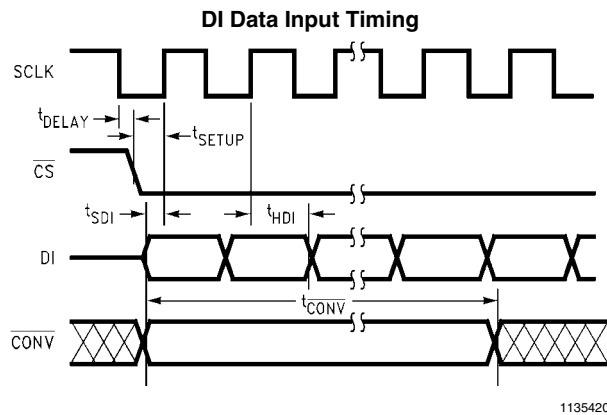 DI Data Input Timing
SCLK
tDELAY
tSETUP
CS
tSDI
tHDI
DI
tCONV
CONV
1135420